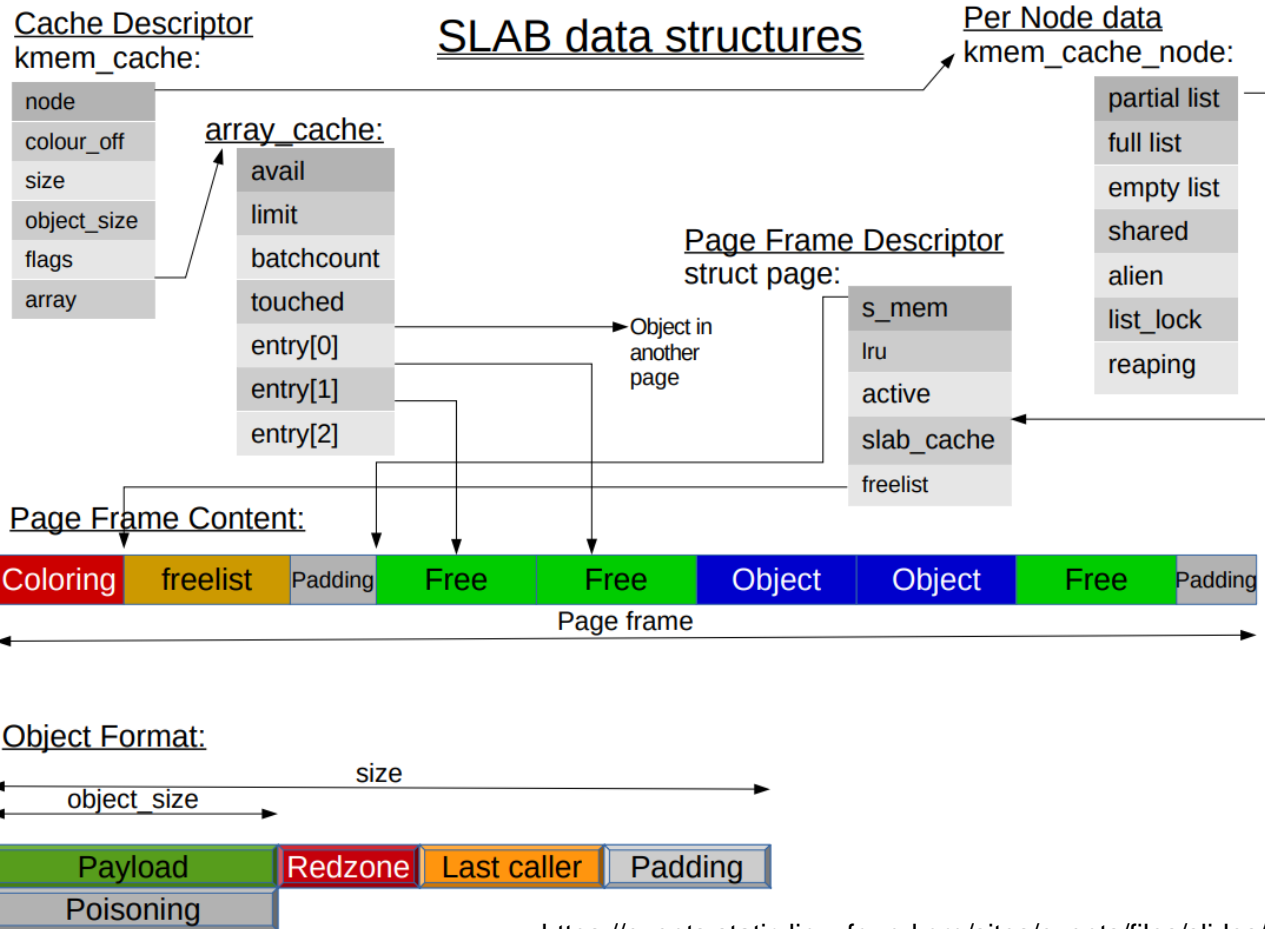 SLAB data structures
Cache Descriptor
kmem_cache:
node
colour_off
size
object_size
flags
array
array_cache:
avail
limit
batchcount
touched
entry[0]
entry[1]
entry[2]
Object in
another
page
Per Node data
kmem_cache_node:
partial list
full list
empty list
shared
alien
list_lock
reaping
Page Frame Descriptor
struct page:
s_mem
lru
active
slab_cache
freelist
Page Frame Content:
Coloring freelist Padding Free Free Object Object Free Padding
Page frame
Object Format:
size
object_size
Payload Redzone Last caller Padding
Poisoning